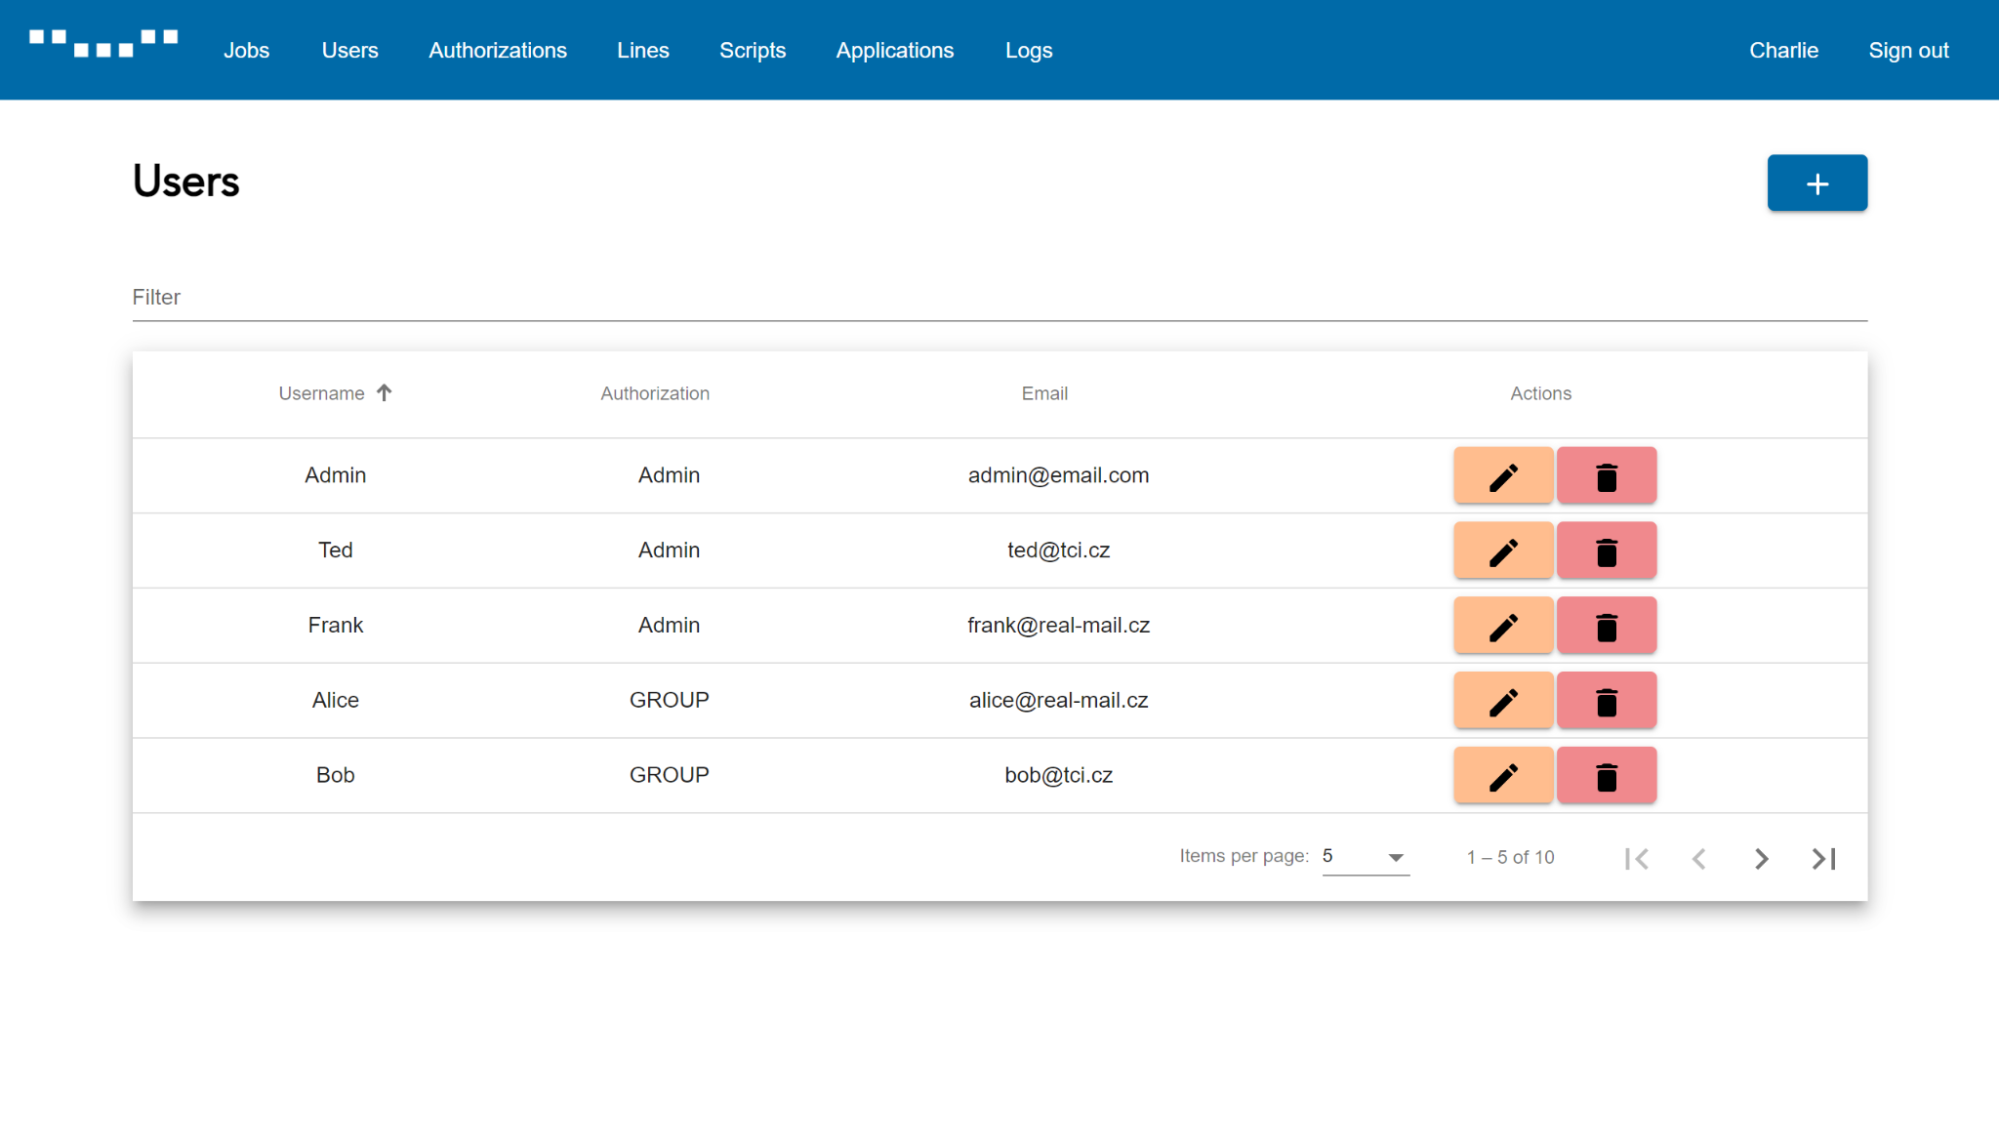 Jobs Users Authorizations Lines Scripts Applications Logs Charlie Sign out
Users
Filter
Username Authorization Email Actions
Admin Admin admin@email.com
Ted Admin ted@tci.cz
Frank Admin frank@real-mail.cz
Alice GROUP alice@real-mail.cz
Bob GROUP bob@tci.cz
Items per page: 5 1 – 5 of 10